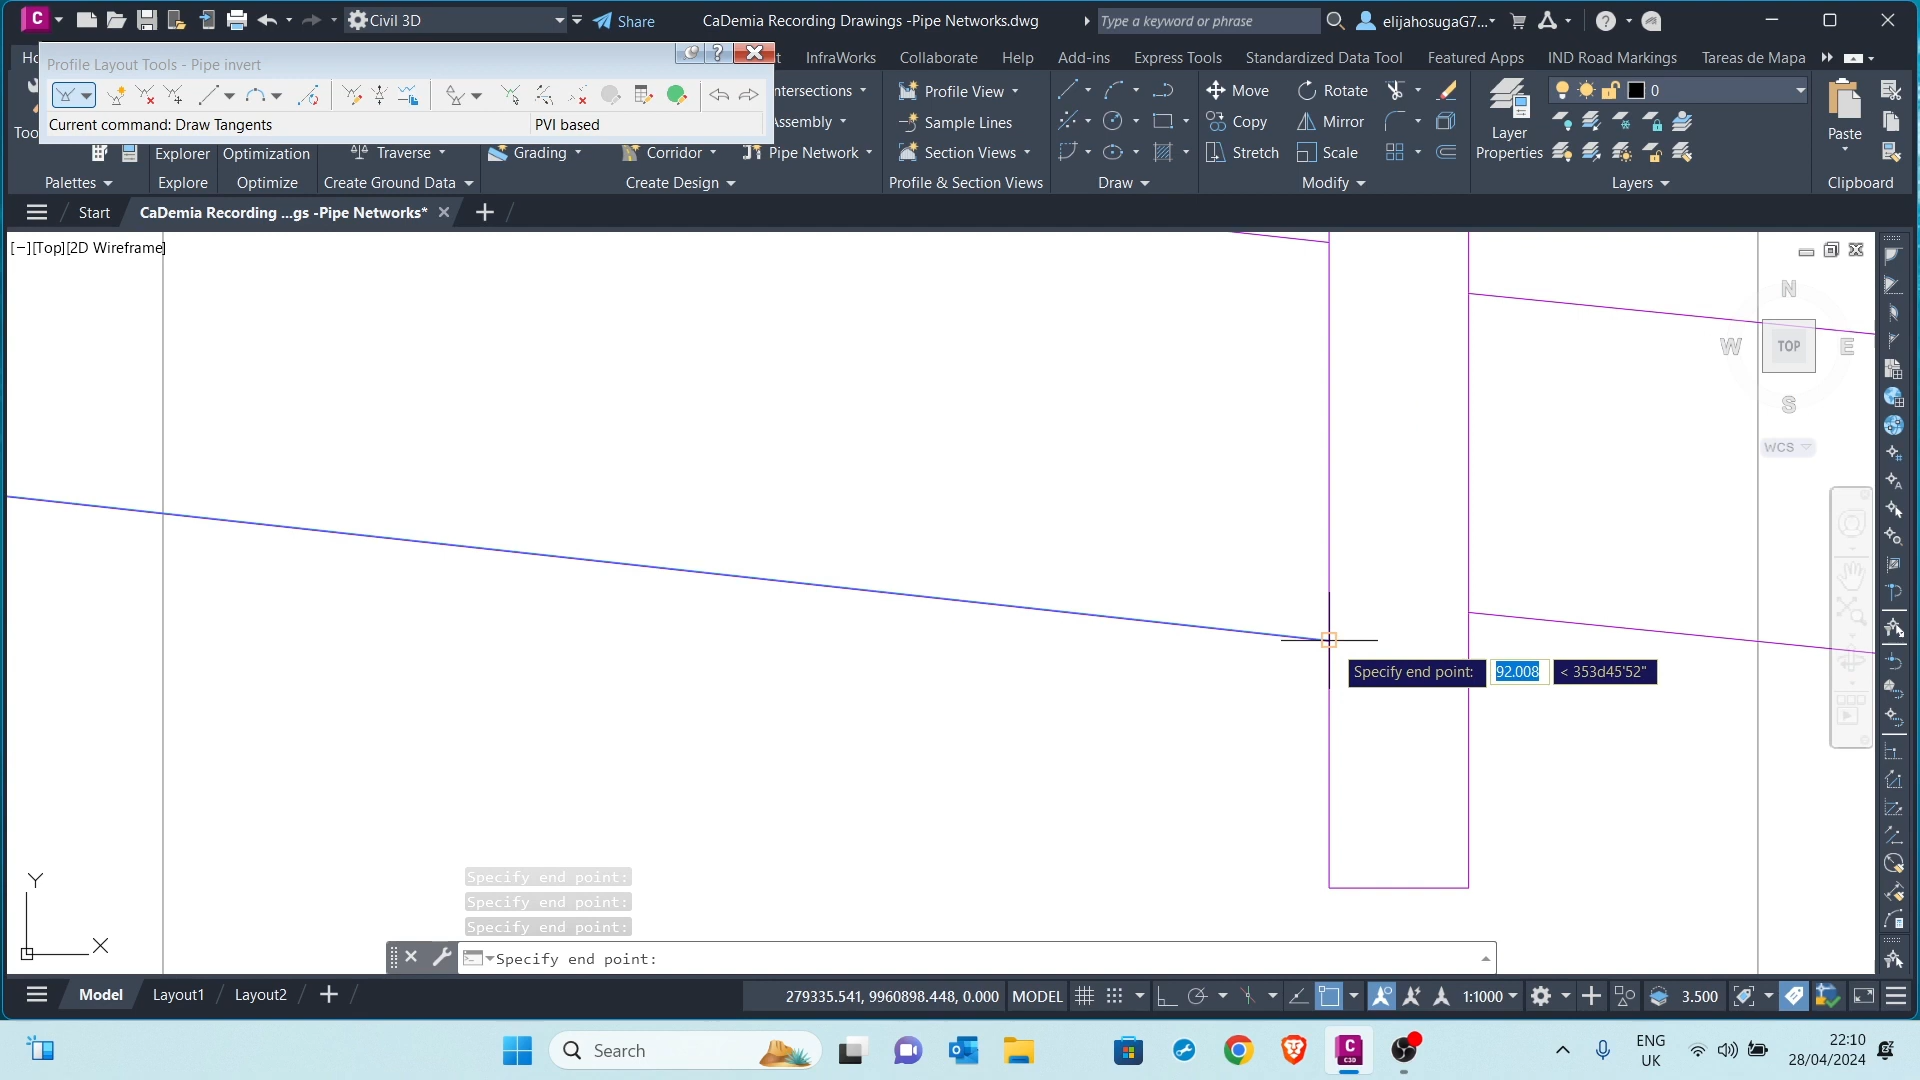 Civil 3D
Share
CaDemia Recording Drawings -Pipe Networks.dwg
Type a keyword or phrase
elijahosugaG7...
Profile Layout Tools - Pipe invert
InfraWorks
Collaborate
Help
Add-ins
Express Tools
Standardized Data Tool
Featured Apps
IND Road Markings
Tareas de Mapa
Current command: Draw Tangents
PVI based
Intersections
Profile View
Move
Rotate
0
Assembly
Sample Lines
Copy
Mirror
Layer
Properties
Paste
Explorer
Optimization
Traverse
Grading
Corridor
Pipe Network
Section Views
Stretch
Scale
Palettes
Explore
Optimize
Create Ground Data
Create Design
Profile & Section Views
Draw
Modify
Layers
Clipboard
Start
CaDemia Recording ...gs -Pipe Networks*
[−][Top][2D Wireframe]
N
W
TOP
E
S
WCS
Specify end point:
92.008
< 353d45'52"
Y
X
Specify end point:
Specify end point:
Specify end point:
Specify end point:
Model
Layout1
Layout2
279335.541, 9960898.448, 0.000
MODEL
1:1000
3.500
Search
ENG
UK
22:10
28/04/2024